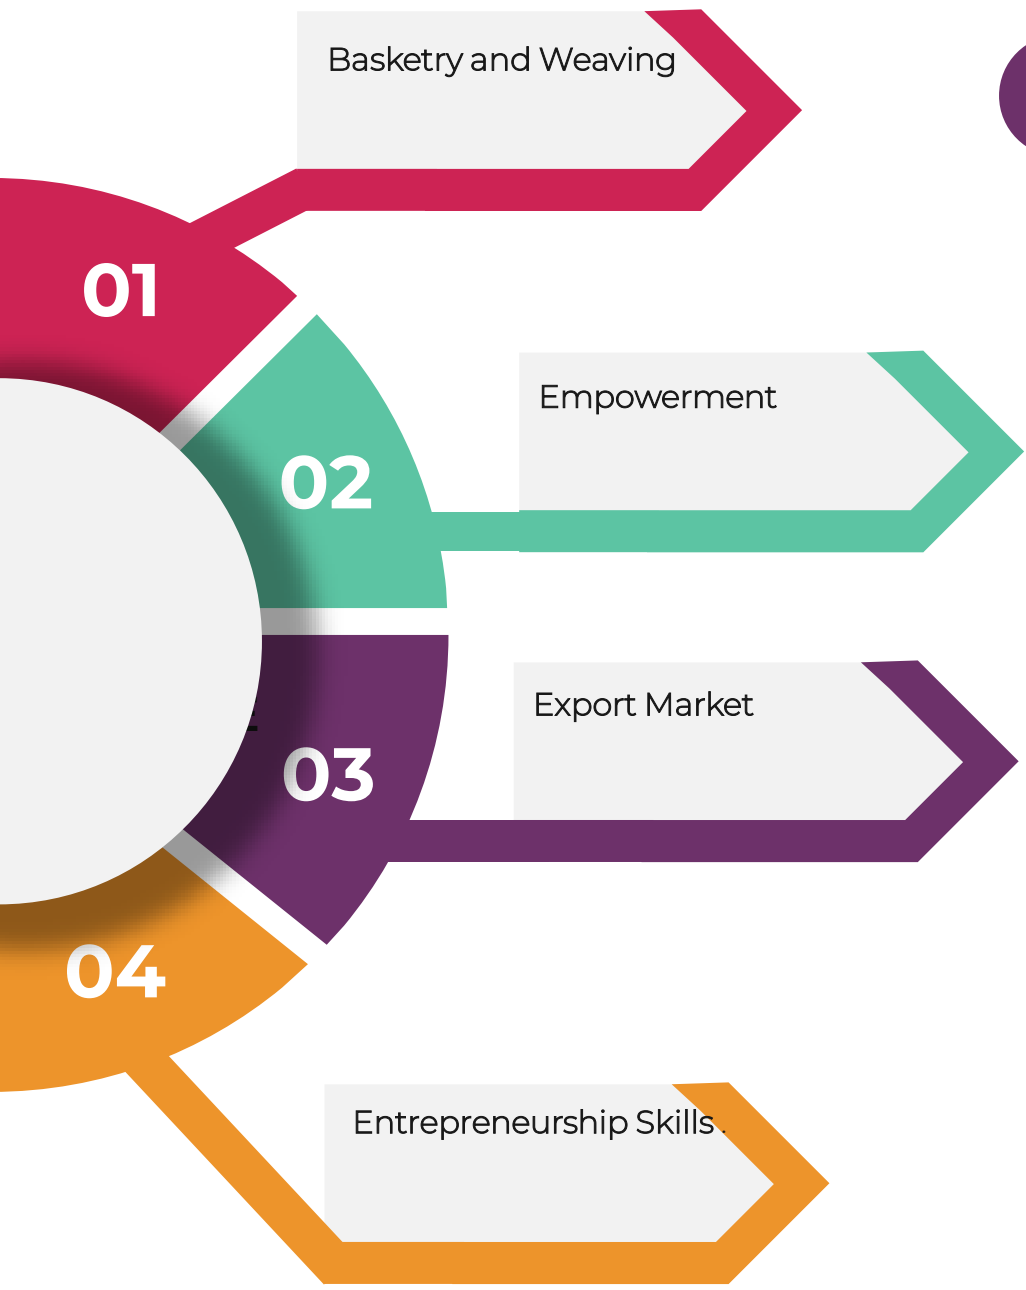 Basketry and Weaving
01
Empowerment
02
Export Market
03
04
Entrepreneurship Skills .